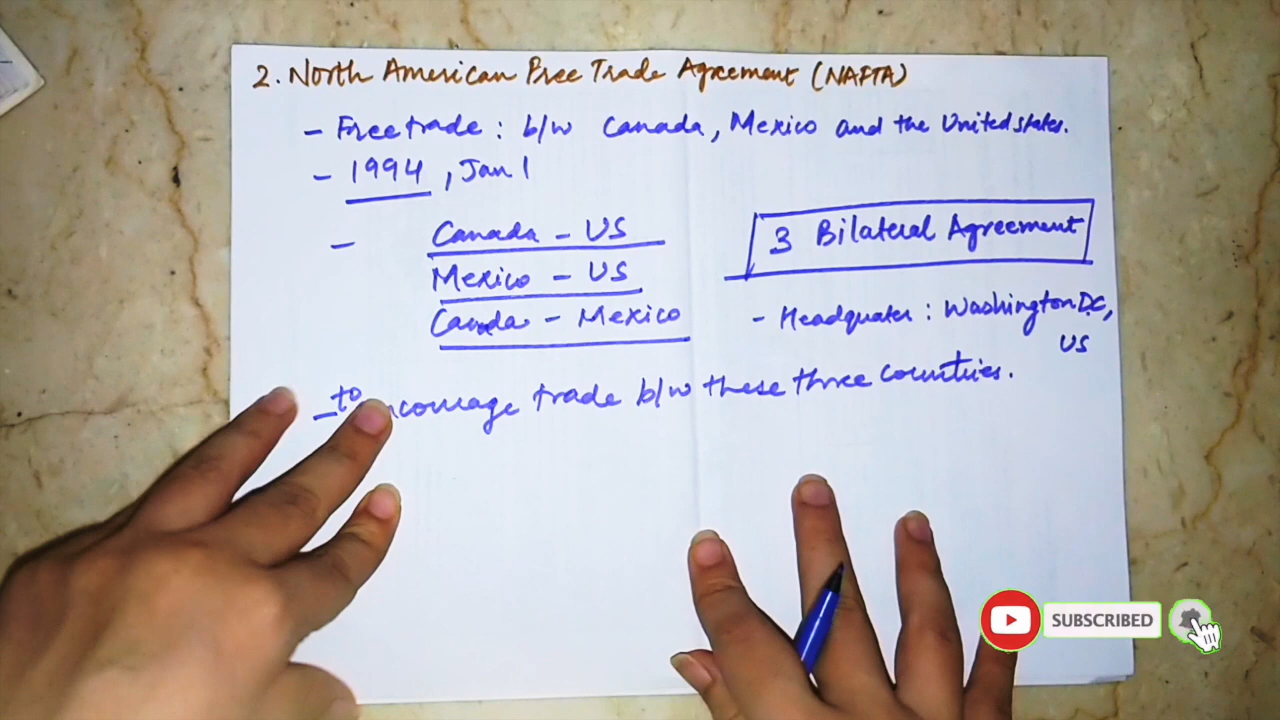 2. North American Free Trade Agreement (NAFTA)
- Free trade : b/w Canada, Mexico and the United states.
- 1994, Jan 1
- Canada - US
Mexico - US
Canada - Mexico
3 Bilateral Agreement
- Headquater : Washington D.C,
US
- to encourage trade b/w these three countries.
SUBSCRIBED